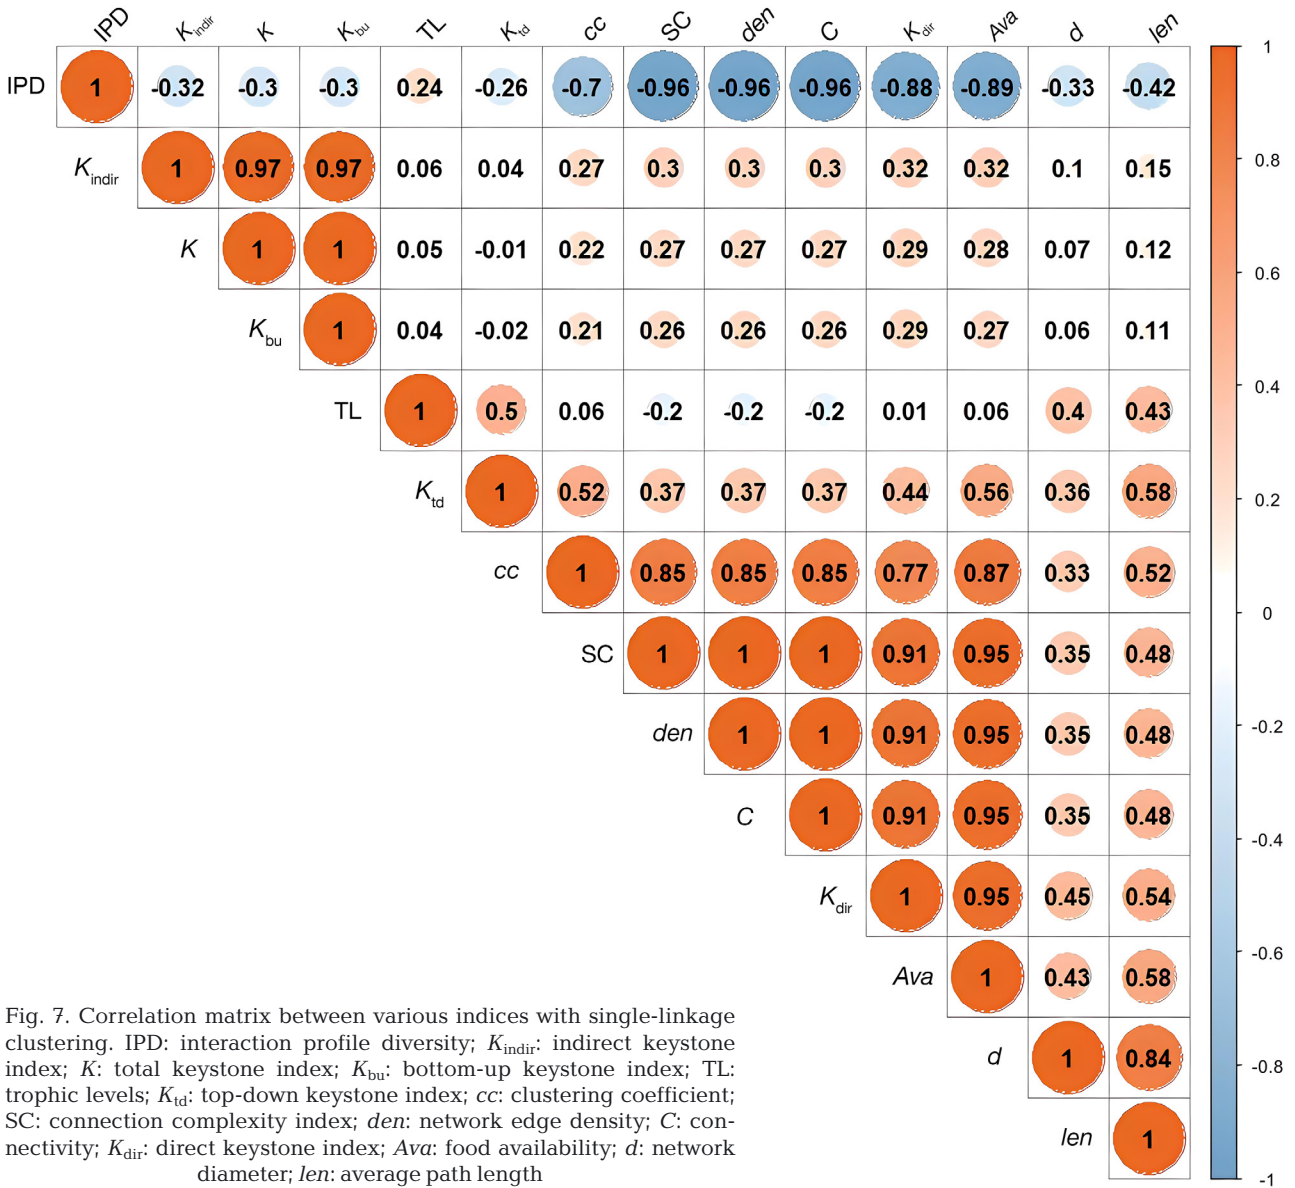 IPD K_indir K K_bu TL K_td cc SC den C K_dir Ava d len
IPD 1 -0.32 -0.3 -0.3 0.24 -0.26 -0.7 -0.96 -0.96 -0.96 -0.88 -0.89 -0.33 -0.42 1
K_indir 1 0.97 0.97 0.06 0.04 0.27 0.3 0.3 0.3 0.32 0.32 0.1 0.15 0.8
K 1 1 0.05 -0.01 0.22 0.27 0.27 0.27 0.29 0.28 0.07 0.12 0.6
K_bu 1 0.04 -0.02 0.21 0.26 0.26 0.26 0.29 0.27 0.06 0.11
TL 1 0.5 0.06 -0.2 -0.2 -0.2 0.01 0.06 0.4 0.43 0.4
K_td 1 0.52 0.37 0.37 0.37 0.44 0.56 0.36 0.58 0.2
cc 1 0.85 0.85 0.85 0.77 0.87 0.33 0.52 0
SC 1 1 1 0.91 0.95 0.35 0.48
den 1 1 0.91 0.95 0.35 0.48 -0.2
C 1 0.91 0.95 0.35 0.48 -0.4
K_dir 1 0.95 0.45 0.54
Ava 1 0.43 0.58 -0.6
d 1 0.84 -0.8
len 1 -1
Fig. 7. Correlation matrix between various indices with single-linkage
clustering. IPD: interaction profile diversity; K_indir: indirect keystone
index; K: total keystone index; K_bu: bottom-up keystone index; TL:
trophic levels; K_td: top-down keystone index; cc: clustering coefficient;
SC: connection complexity index; den: network edge density; C: con-
nectivity; K_dir: direct keystone index; Ava: food availability; d: network
diameter; len: average path length